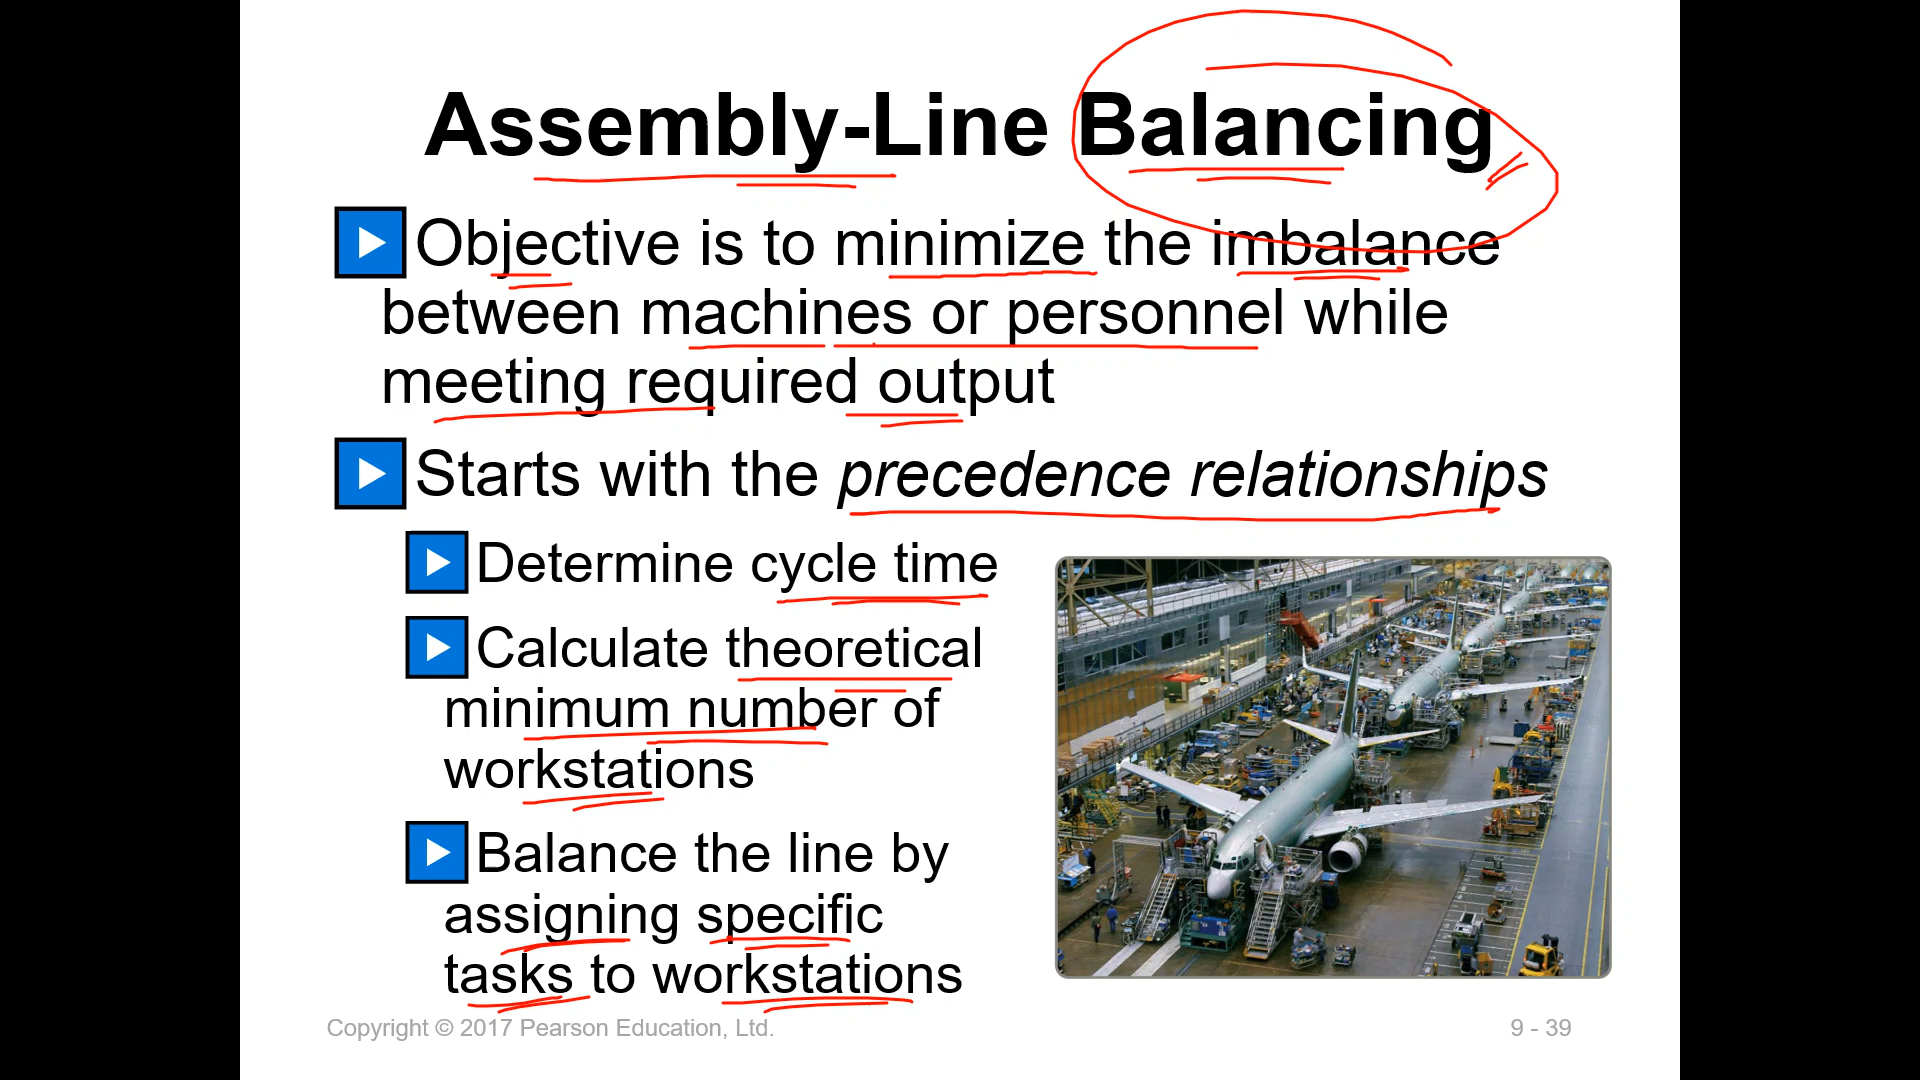 Assembly-Line Balancing
Objective is to minimize the imbalance
between machines or personnel while
meeting required output
Starts with the precedence relationships
Determine cycle time
Calculate theoretical
minimum number of
workstations
Balance the line by
assigning specific
tasks to workstations
Copyright © 2017 Pearson Education, Ltd.
9 - 39